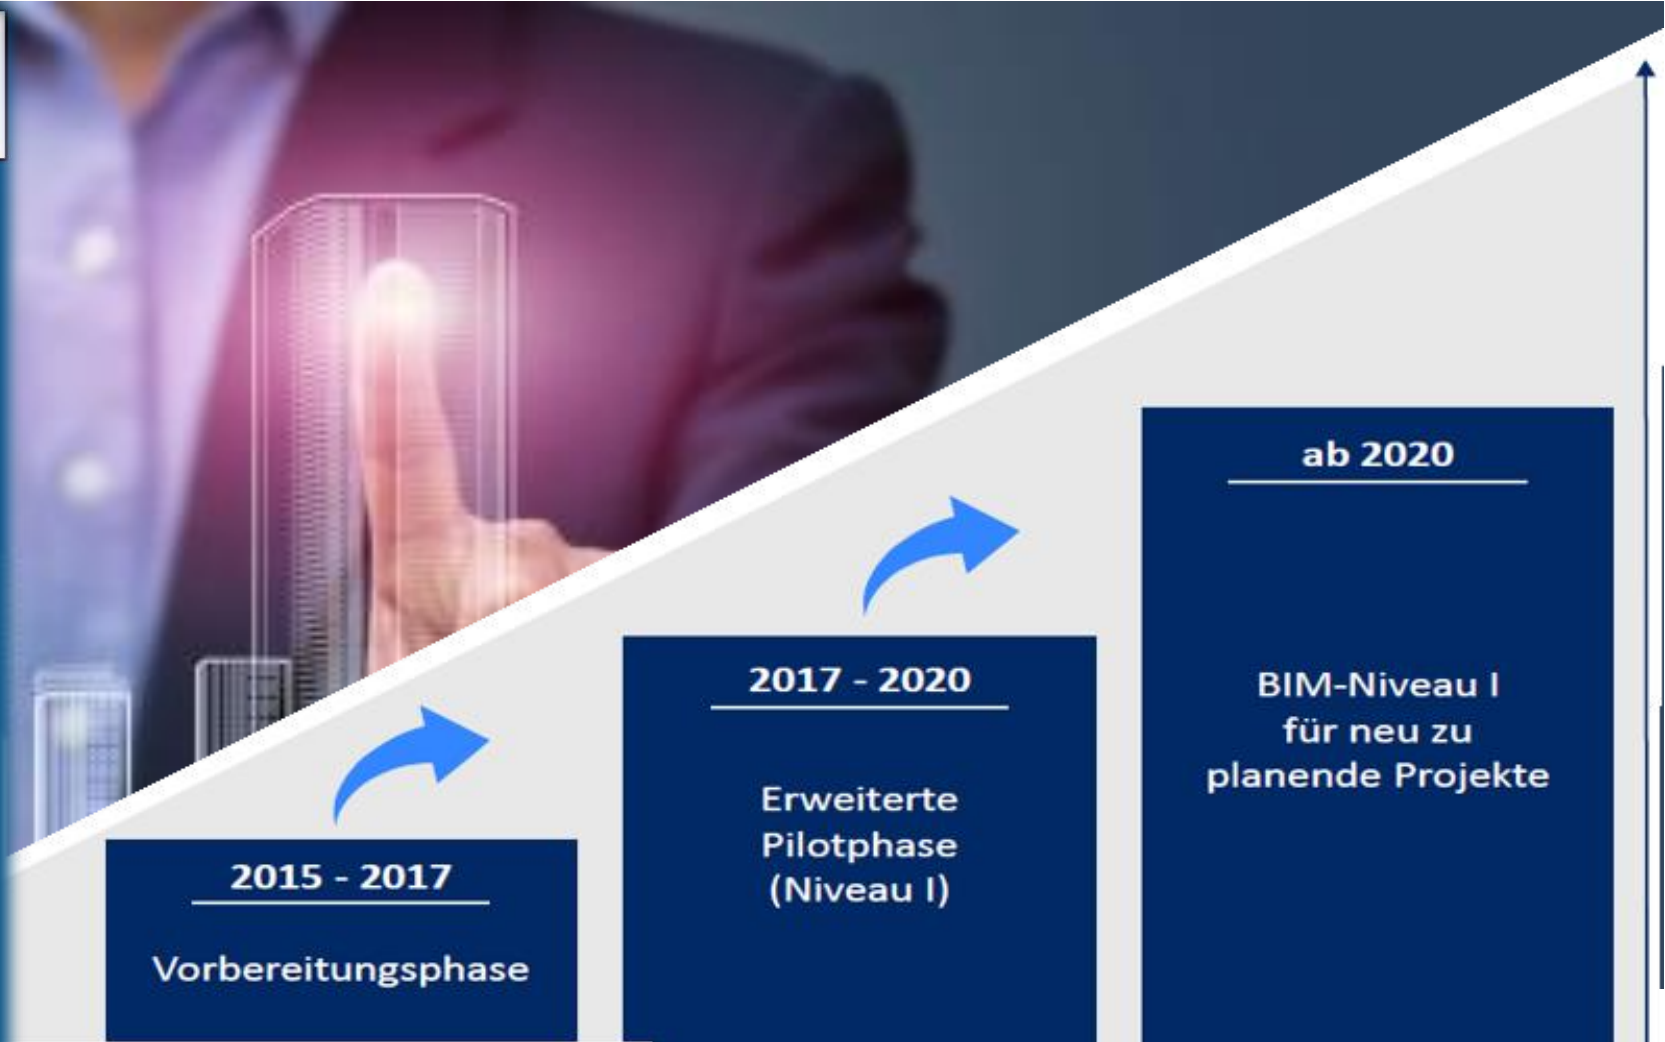 2015 - 2017
Vorbereitungsphase
2017 - 2020
Erweiterte
Pilotphase
(Niveau I)
ab 2020
BIM-Niveau I
für neu zu
planende Projekte